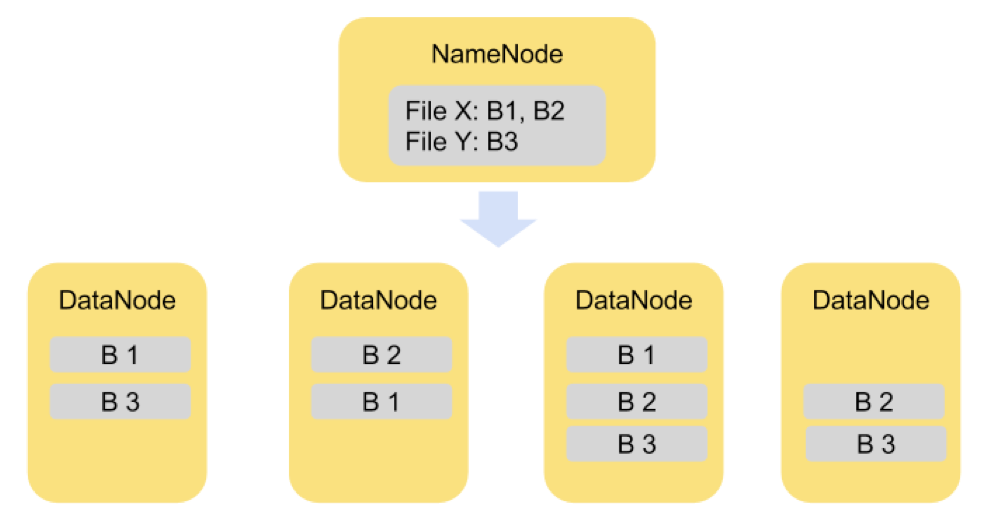 NameNode
File X: B1, B2
File Y: B3
DataNode
B 1
B 3
DataNode
B 2
B 1
DataNode
B 1
B 2
B 3
DataNode
B 2
B 3